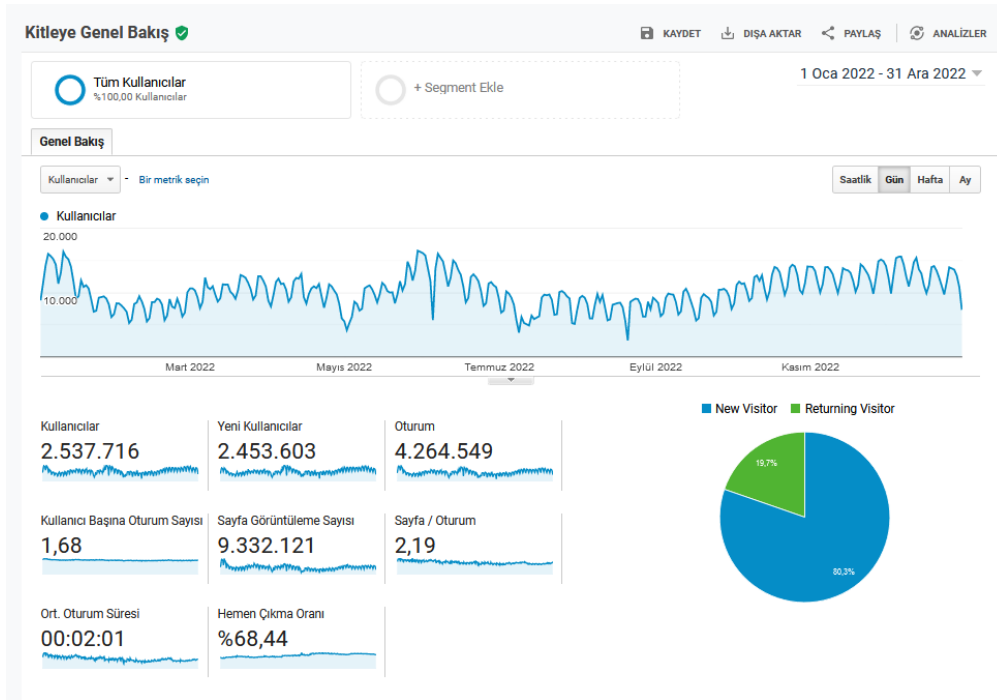 Kitleye Genel Bakış
KAYDET
DIŞA AKTAR
PAYLAŞ
ANALİZLER
Tüm Kullanıcılar
%100,00 Kullanıcılar
+ Segment Ekle
1 Oca 2022 - 31 Ara 2022
Genel Bakış
Kullanıcılar - Bir metrik seçin
Saatlik Gün Hafta Ay
Kullanıcılar
20.000
10.000
Mart 2022 Mayıs 2022 Temmuz 2022 Eylül 2022 Kasım 2022
New Visitor Returning Visitor
Kullanıcılar
2.537.716
Yeni Kullanıcılar
2.453.603
Oturum
4.264.549
Kullanıcı Başına Oturum Sayısı
1,68
Sayfa Görüntüleme Sayısı
9.332.121
Sayfa / Oturum
2,19
Ort. Oturum Süresi
00:02:01
Hemen Çıkma Oranı
%68,44
19,7%
80,3%